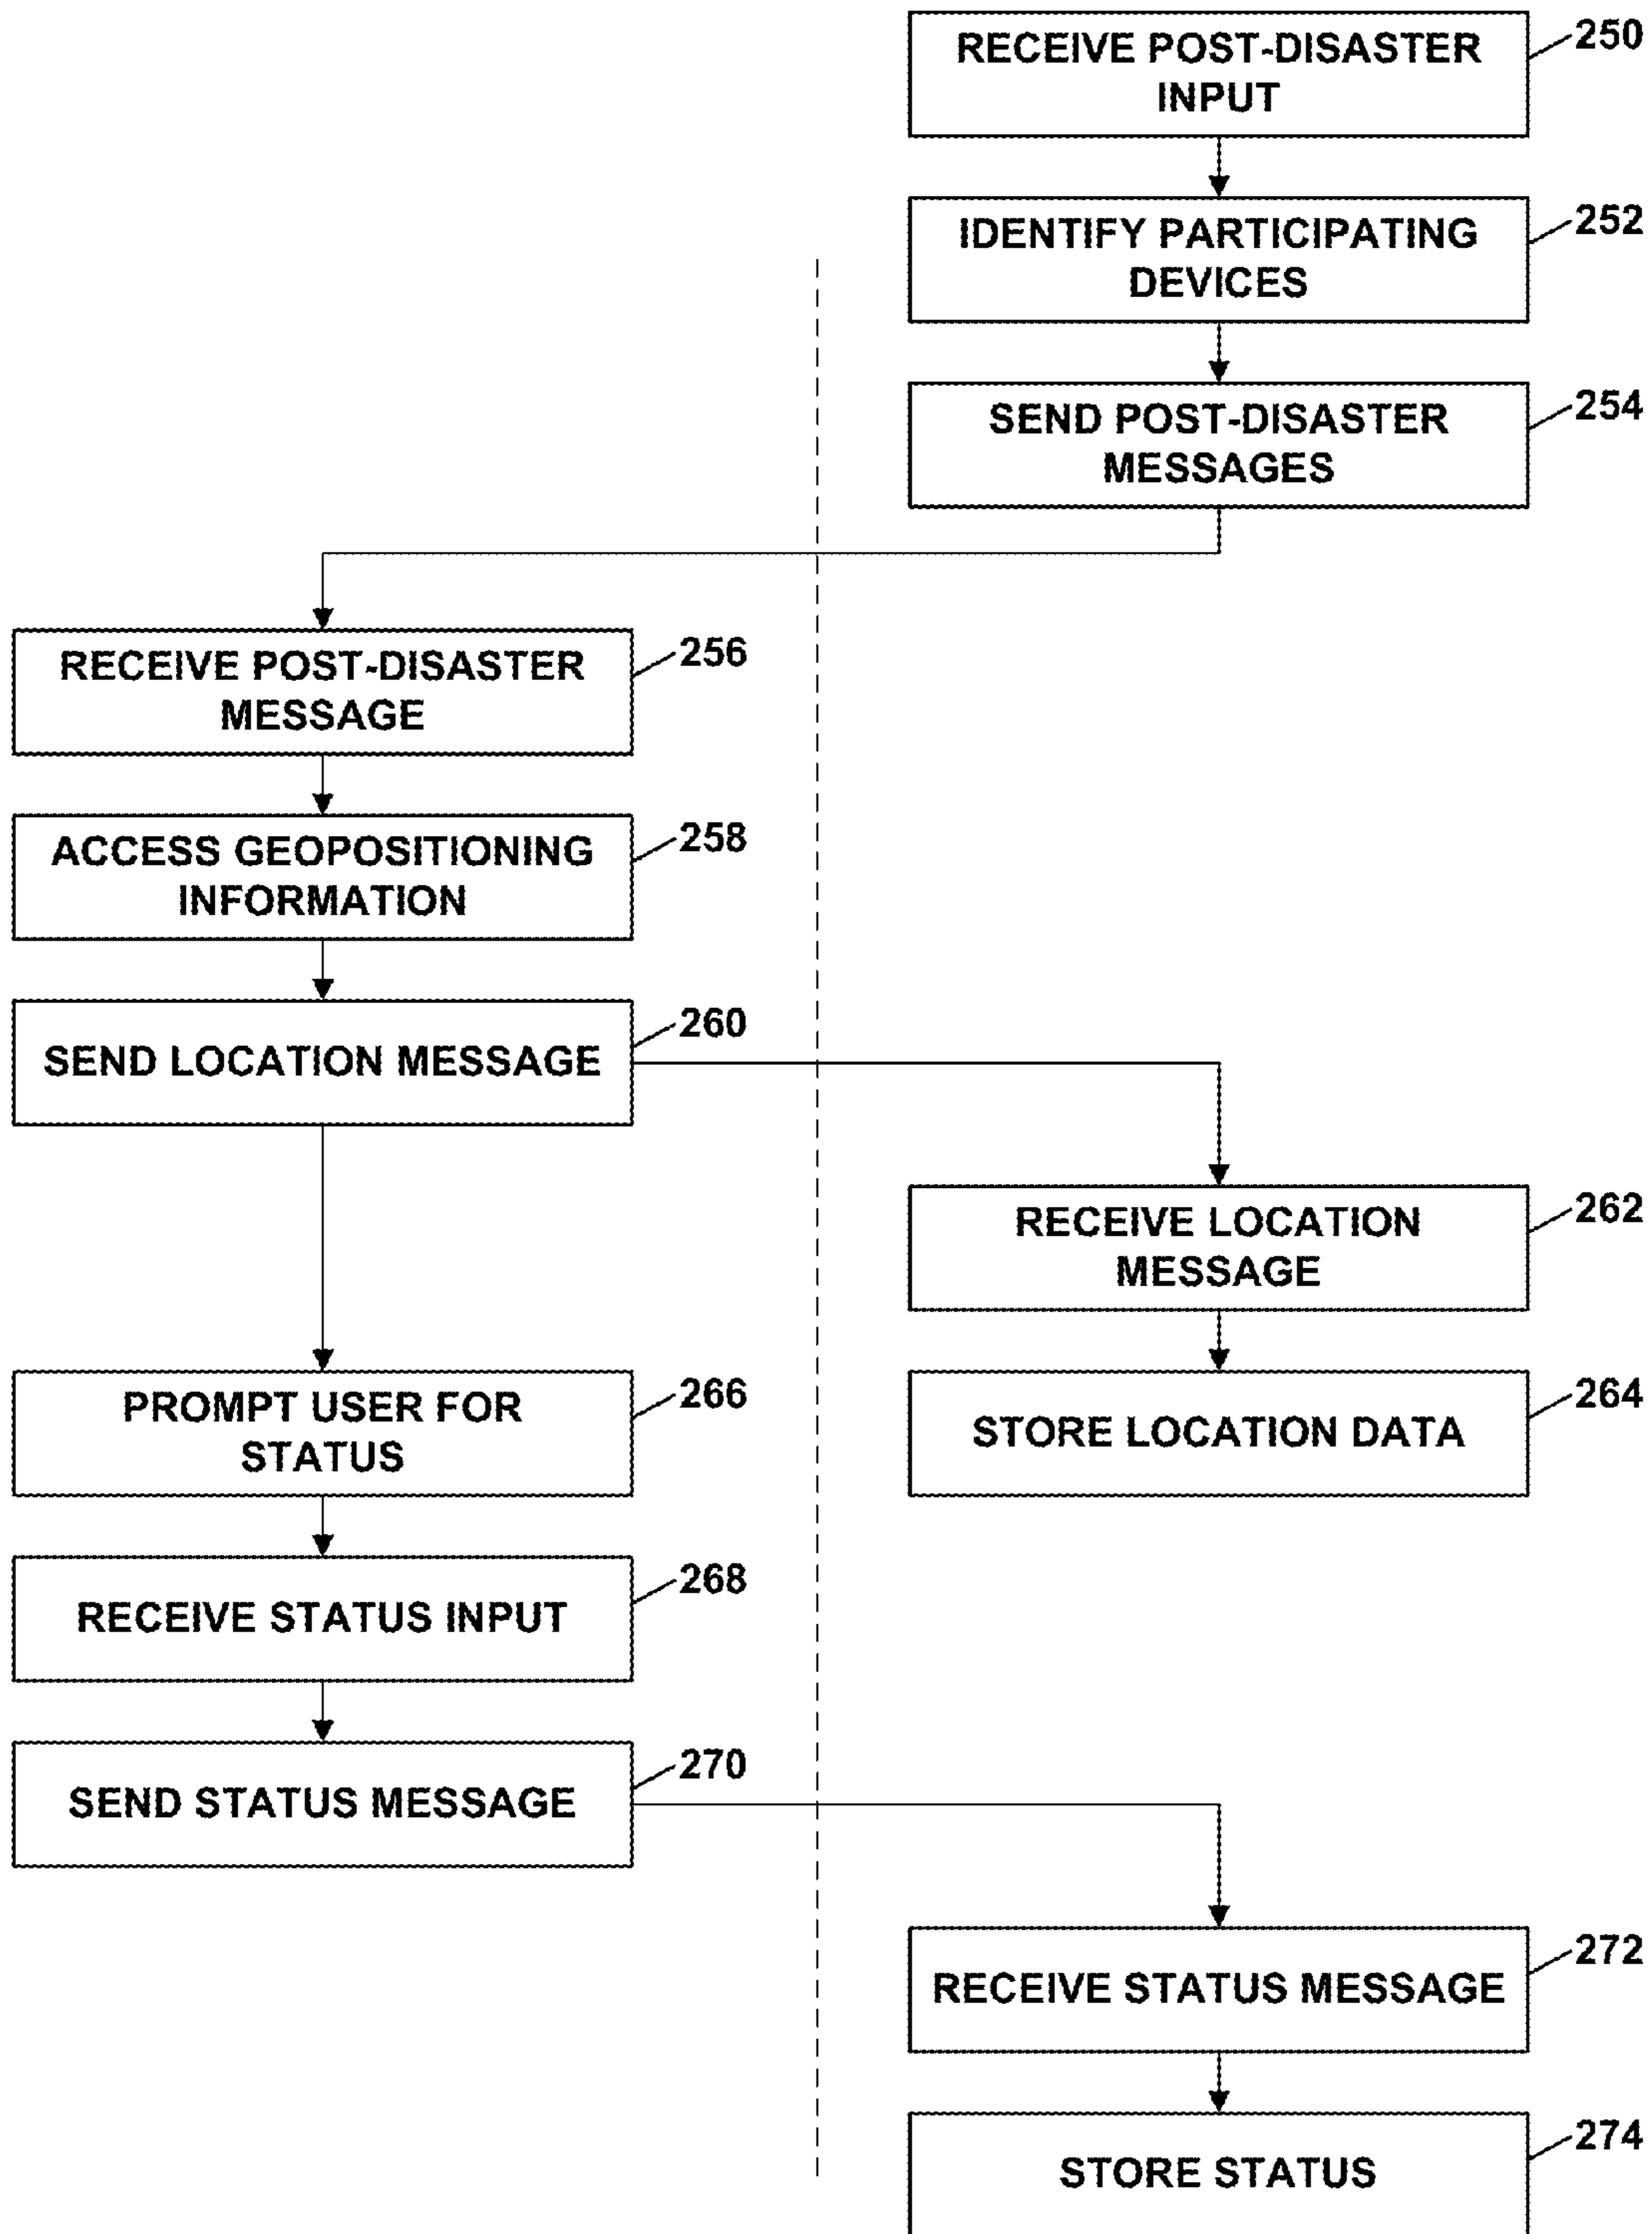 RECEIVE POST-DISASTER
INPUT
250
IDENTIFY PARTICIPATING
DEVICES
252
SEND POST-DISASTER
MESSAGES
254
RECEIVE POST-DISASTER
MESSAGE
256
ACCESS GEOPOSITIONING
INFORMATION
258
SEND LOCATION MESSAGE
260
RECEIVE LOCATION
MESSAGE
262
STORE LOCATION DATA
264
PROMPT USER FOR
STATUS
266
RECEIVE STATUS INPUT
268
SEND STATUS MESSAGE
270
RECEIVE STATUS MESSAGE
272
STORE STATUS
274